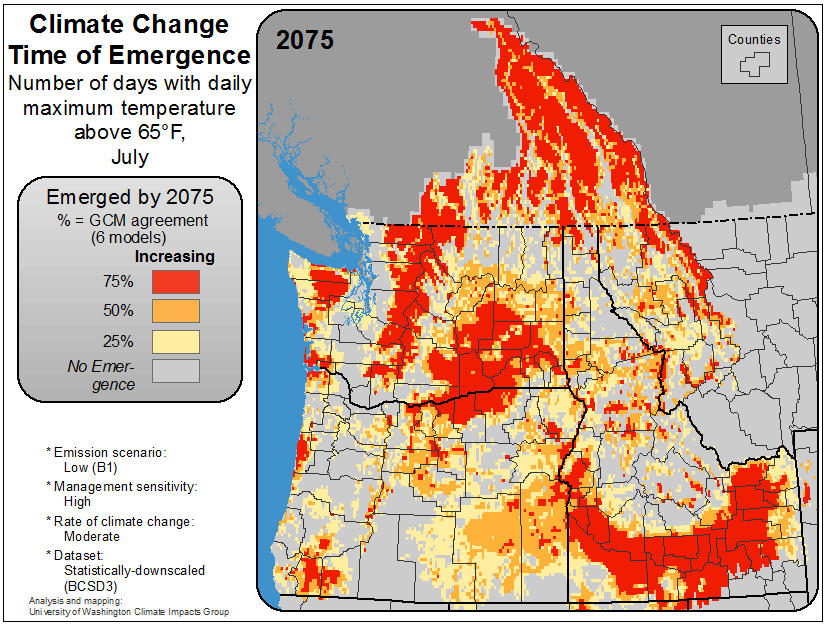 Climate Change
Time of Emergence
Number of days with daily
maximum temperature
above 65°F,
July
Emerged by 2075
% = GCM agreement
(6 models)
Increasing
75%
50%
25%
No Emer-
gence
* Emission scenario:
Low (B1)
* Management sensitivity:
High
* Rate of climate change:
Moderate
* Dataset:
Statistically-downscaled
(BCSD3)
Analysis and mapping:
University of Washington Climate Impacts Group
2075
Counties